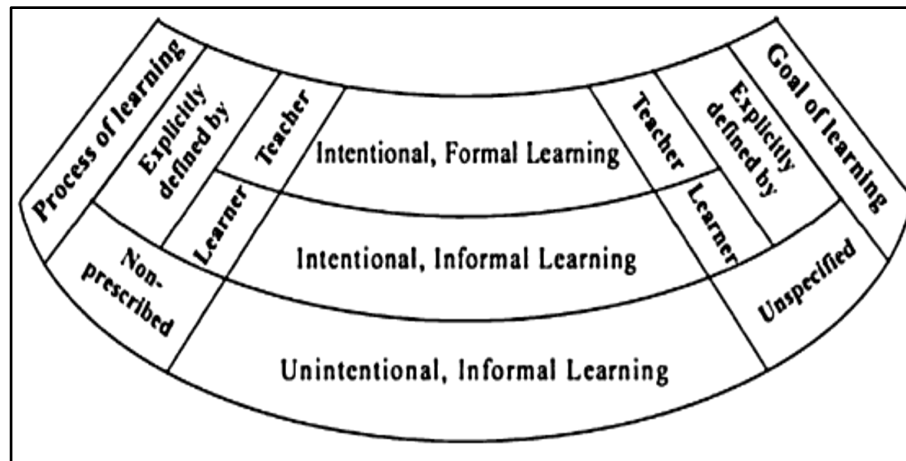 Process of learning
Explicitly
defined by
Teacher
Learner
Non-
prescribed
Intentional, Formal Learning
Intentional, Informal Learning
Unintentional, Informal Learning
Teacher
Learner
Explicitly
defined by
Unspecified
Goal of learning